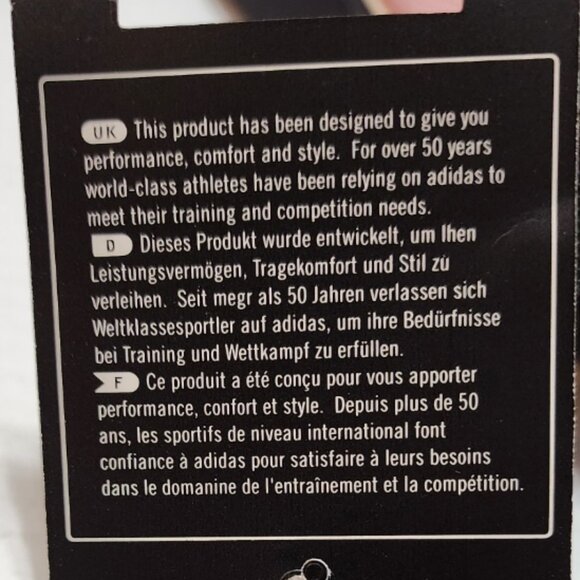 UK This product has been designed to give you
performance, comfort and style. For over 50 years
world-class athletes have been relying on adidas to
meet their training and competition needs.
D Dieses Produkt wurde entwickelt, um Ihen
Leistungsvermögen, Tragekomfort und Stil zu
verleihen. Seit megr als 50 Jahren verlassen sich
Weltklassesportler auf adidas, um ihre Bedürfnisse
bei Training und Wettkampf zu erfüllen.
F Ce produit a été conçu pour vous apporter
performance, confort et style. Depuis plus de 50
ans, les sportifs de niveau international font
confiance à adidas pour satisfaire à leurs besoins
dans le domanine de l'entraînement et la compétition.